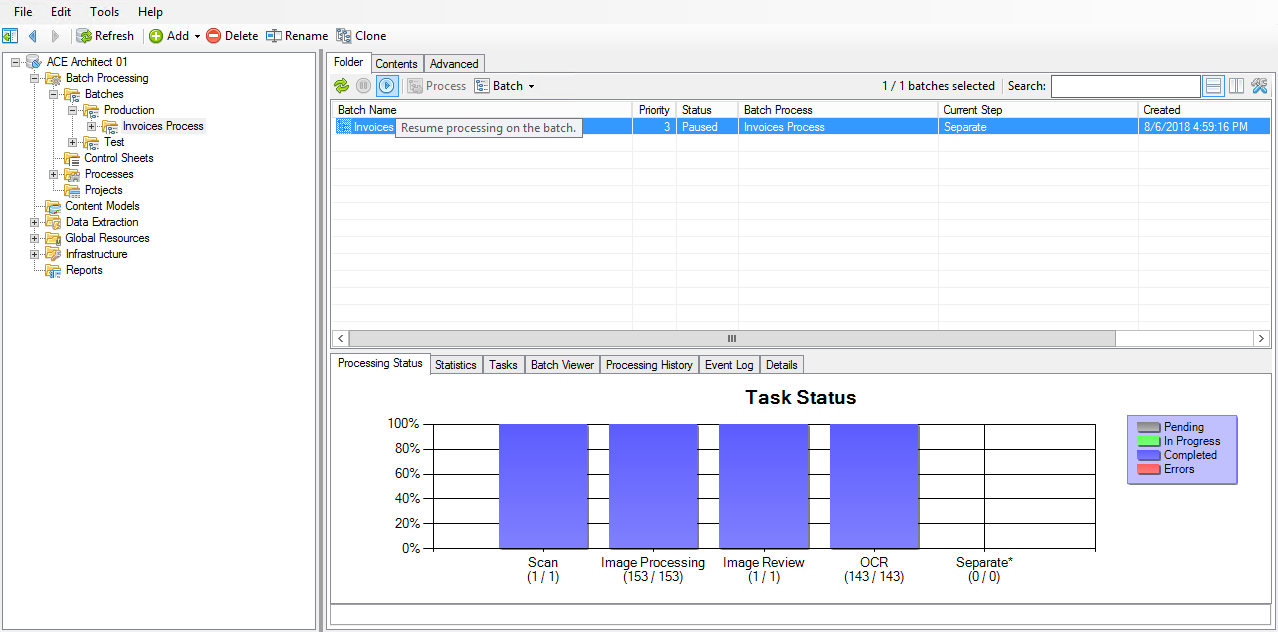 File Edit Tools Help
Refresh Add Delete Rename Clone
ACE Architect 01
Batch Processing
Batches
Production
Invoices Process
Test
Control Sheets
Processes
Projects
Content Models
Data Extraction
Global Resources
Infrastructure
Reports
Folder Contents Advanced
Process Batch 1 / 1 batches selected Search:
Batch Name Priority Status Batch Process Current Step Created
Invoices 3 Paused Invoices Process Separate 8/6/2018 4:59:16 PM
Resume processing on the batch.
Processing Status Statistics Tasks Batch Viewer Processing History Event Log Details
Task Status
100%
80%
60%
40%
20%
0%
Scan Image Processing Image Review OCR Separate*
(1 / 1) (153 / 153) (1 / 1) (143 / 143) (0 / 0)
Pending
In Progress
Completed
Errors